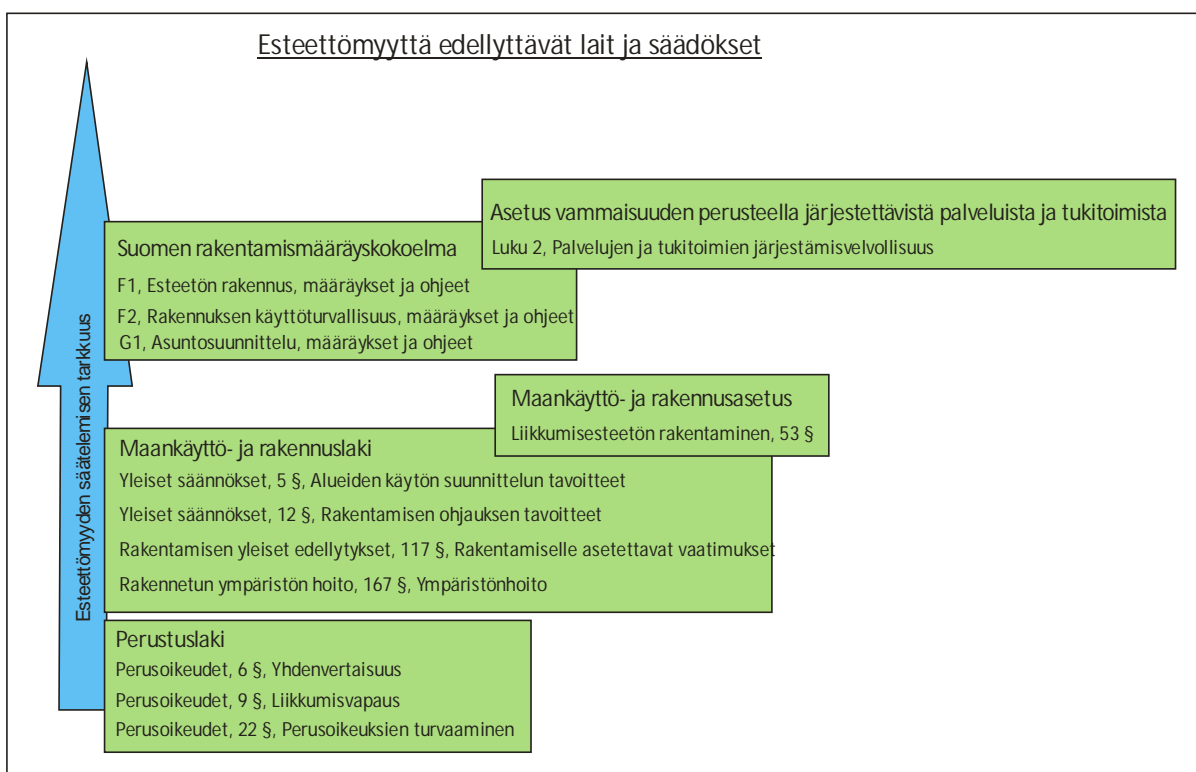 Esteettömyyttä edellyttävät lait ja säädökset
Asetus vammaisuuden perusteella järjestettävistä palveluista ja tukitoimista
Luku 2, Palvelujen ja tukitoimien järjestämisvelvollisuus
Suomen rakentamismääräyskokoelma
F1, Esteetön rakennus, määräykset ja ohjeet
F2, Rakennuksen käyttöturvallisuus, määräykset ja ohjeet
G1, Asuntosuunnittelu, määräykset ja ohjeet
Maankäyttö- ja rakennusasetus
Liikkumisesteetön rakentaminen, 53 §
Maankäyttö- ja rakennuslaki
Yleiset säännökset, 5 §, Alueiden käytön suunnittelun tavoitteet
Yleiset säännökset, 12 §, Rakentamisen ohjauksen tavoitteet
Rakentamisen yleiset edellytykset, 117 §, Rakentamiselle asetettavat vaatimukset
Rakennetun ympäristön hoito, 167 §, Ympäristönhoito
Perustuslaki
Perusoikeudet, 6 §, Yhdenvertaisuus
Perusoikeudet, 9 §, Liikkumisvapaus
Perusoikeudet, 22 §, Perusoikeuksien turvaaminen
Esteettömyyden säätelemisen tarkkuus